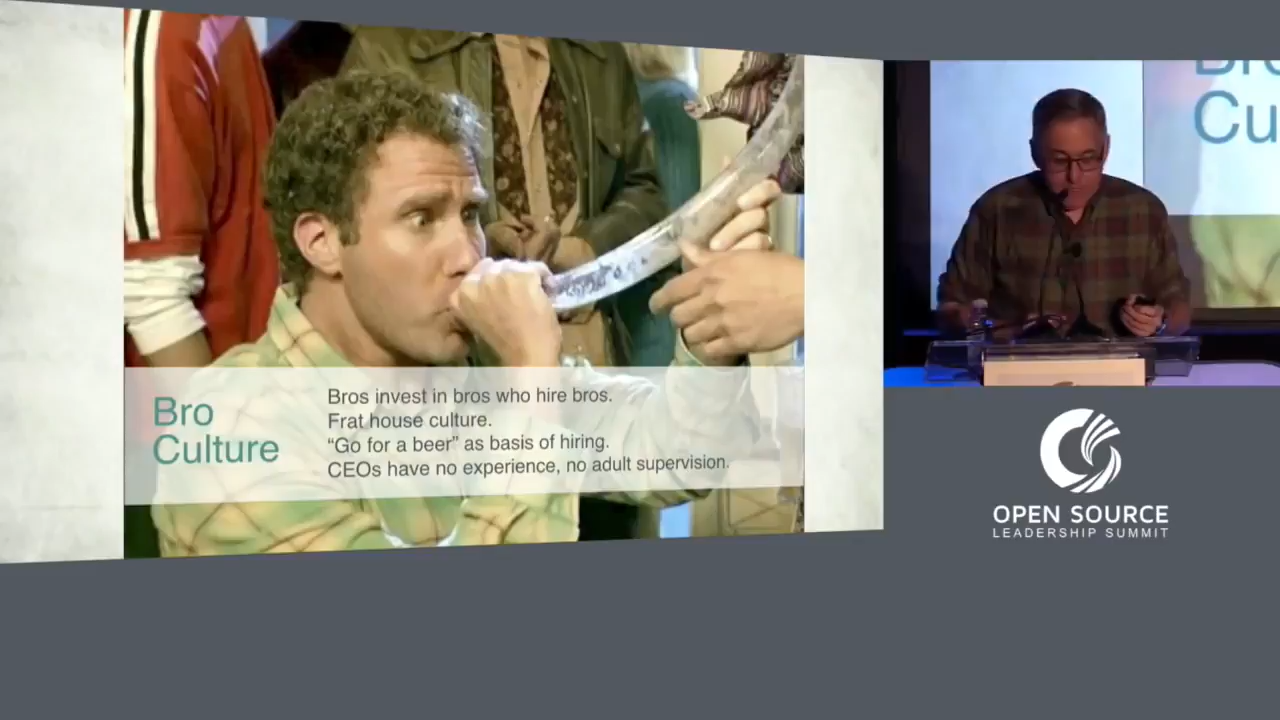 Bro
Culture
Bros invest in bros who hire bros.
Frat house culture.
“Go for a beer” as basis of hiring.
CEOs have no experience, no adult supervision.
Cu
OPEN SOURCE
LEADERSHIP SUMMIT